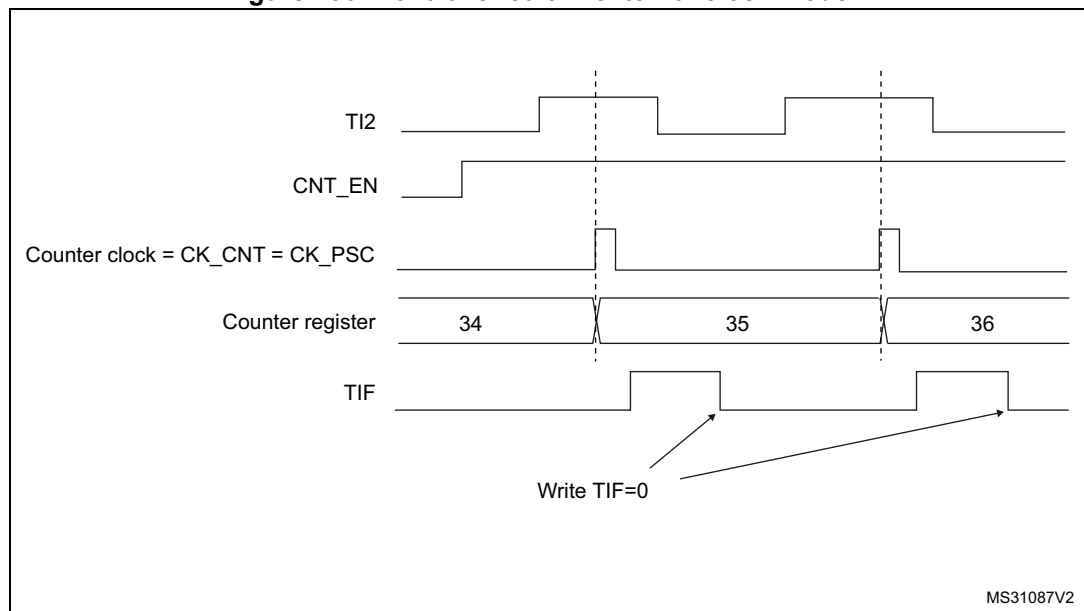 TI2
CNT_EN
Counter clock = CK_CNT = CK_PSC
Counter register 34 35 36
TIF
Write TIF=0
MS31087V2